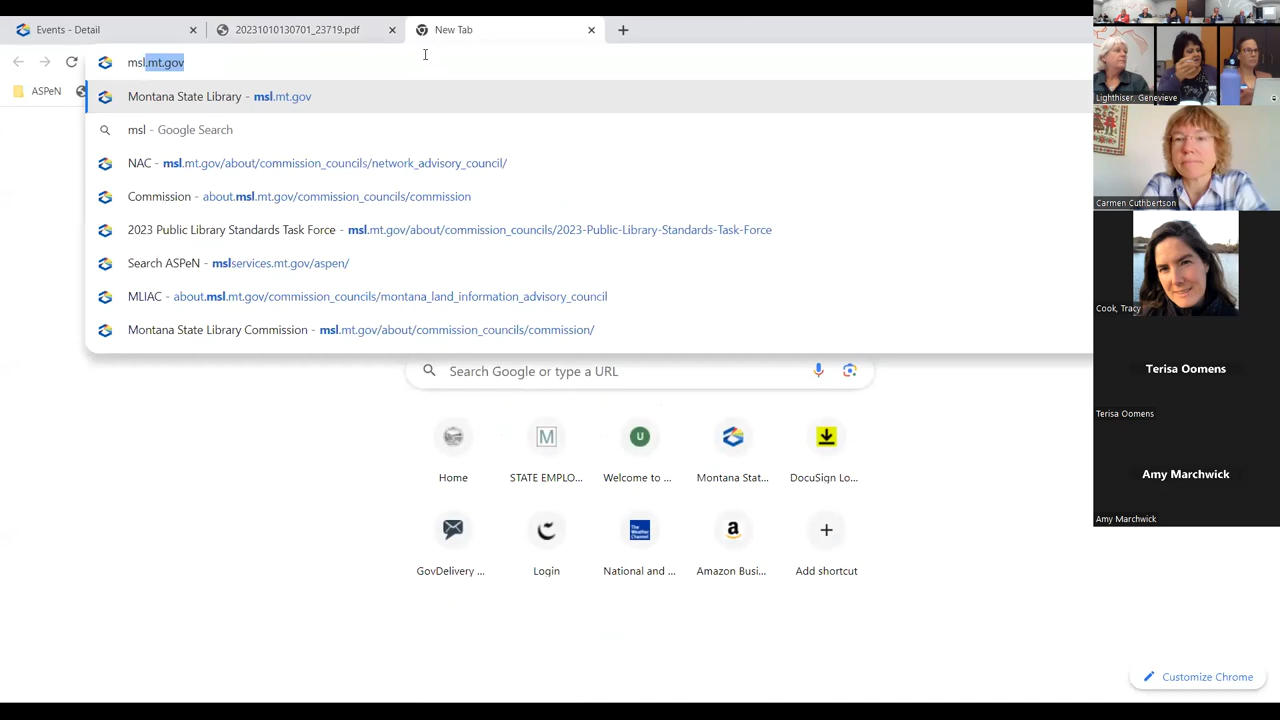 Events - Detail
20231010130701_23719.pdf
New Tab
msl.mt.gov
ASPeN
Montana State Library - msl.mt.gov
msl - Google Search
NAC - msl.mt.gov/about/commission_councils/network_advisory_council/
Commission - about.msl.mt.gov/commission_councils/commission
2023 Public Library Standards Task Force - msl.mt.gov/about/commission_councils/2023-Public-Library-Standards-Task-Force
Search ASPeN - mslservices.mt.gov/aspen/
MLIAC - about.msl.mt.gov/commission_councils/montana_land_information_advisory_council
Montana State Library Commission - msl.mt.gov/about/commission_councils/commission/
Search Google or type a URL
Home
STATE EMPLO...
Welcome to ...
Montana Stat...
DocuSign Lo...
GovDelivery ...
Login
National and ...
Amazon Busi...
Add shortcut
Customize Chrome
Lighthiser, Genevieve
Carmen Cuthbertson
Cook, Tracy
Terisa Oomens
Terisa Oomens
Amy Marchwick
Amy Marchwick